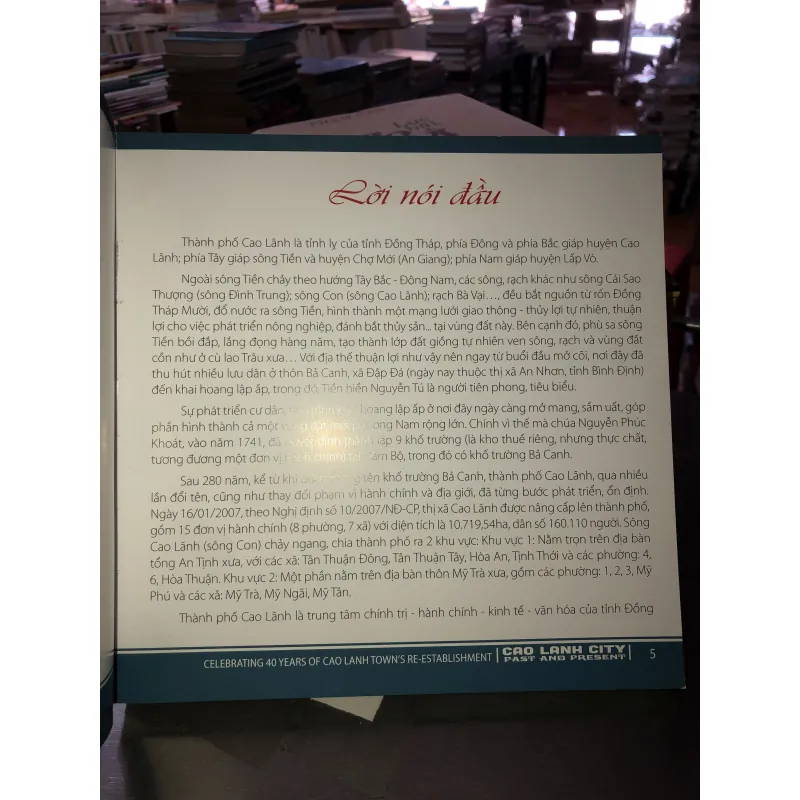 Lời nói đầu
Thành phố Cao Lãnh là tỉnh lỵ của tỉnh Đồng Tháp, phía Đông và phía Bắc giáp huyện Cao
Lãnh; phía Tây giáp sông Tiền và huyện Chợ Mới (An Giang); phía Nam giáp huyện Lấp Vò.
Ngoài sông Tiền chảy theo hướng Tây Bắc - Đông Nam, các sông, rạch khác như sông Cái Sao
Thượng (sông Đình Trung); sông Con (sông Cao Lãnh); rạch Bà Vại…, đều bắt nguồn từ rốn Đồng
Tháp Mười, đổ nước ra sông Tiền, hình thành một mạng lưới giao thông - thủy lợi tự nhiên, thuận
lợi cho việc phát triển nông nghiệp, đánh bắt thủy sản... tại vùng đất này. Bên cạnh đó, phù sa sông
Tiền bồi đắp, lắng đọng hàng năm, tạo thành lớp đất giồng tự nhiên ven sông, rạch và vùng đất
cồn như ở cù lao Trâu xưa… Với địa thế thuận lợi như vậy nên ngay từ buổi đầu mở cõi, nơi đây đã
thu hút nhiều lưu dân ở thôn Bả Canh, xã Đập Đá (ngày nay thuộc thị xã An Nhơn, tỉnh Bình Định)
đến khai hoang lập ấp, trong đó, Tiền hiền Nguyễn Tú là người tiên phong, tiêu biểu.
Sự phát triển cư dân, hoang lập ấp ở nơi đây ngày càng mở mang, sầm uất, góp
phần hình thành cả một phương Nam rộng lớn. Chính vì thế mà chúa Nguyễn Phúc
Khoát, vào năm 1741, đã lập 9 khố trường (là kho thuế riêng, nhưng thực chất,
tương đương một đơn vị hành chính) tại Nam Bộ, trong đó có khố trường Bả Canh.
Sau 280 năm, kể từ khi tên khố trường Bả Canh, thành phố Cao Lãnh, qua nhiều
lần đổi tên, cũng như thay đổi phạm vi hành chính và địa giới, đã từng bước phát triển, ổn định.
Ngày 16/01/2007, theo Nghị định số 10/2007/NĐ-CP, thị xã Cao Lãnh được nâng cấp lên thành phố,
gồm 15 đơn vị hành chính (8 phường, 7 xã) với diện tích là 10.719,54ha, dân số 160.110 người. Sông
Cao Lãnh (sông Con) chảy ngang, chia thành phố ra 2 khu vực: Khu vực 1: Nằm trọn trên địa bàn
tổng An Tịnh xưa, với các xã: Tân Thuận Đông, Tân Thuận Tây, Hòa An, Tịnh Thới và các phường: 4,
6, Hòa Thuận. Khu vực 2: Một phần nằm trên địa bàn thôn Mỹ Trà xưa, gồm các phường: 1, 2, 3, Mỹ
Phú và các xã: Mỹ Trà, Mỹ Ngãi, Mỹ Tân.
Thành phố Cao Lãnh là trung tâm chính trị - hành chính - kinh tế - văn hóa của tỉnh Đồng
CELEBRATING 40 YEARS OF CAO LANH TOWN'S RE-ESTABLISHMENT | CAO LANH CITY
PAST AND PRESENT | 5